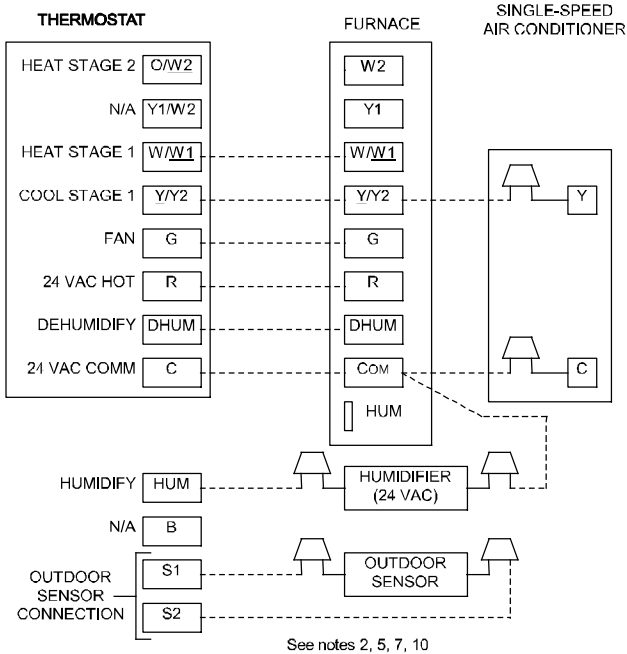 THERMOSTAT
FURNACE
SINGLE-SPEED
AIR CONDITIONER
HEAT STAGE 2 O/W2 W2
N/A Y1/W2 Y1
HEAT STAGE 1 W/W1 W/W1
COOL STAGE 1 Y/Y2 Y/Y2 Y
FAN G G
24 VAC HOT R R
DEHUMIDIFY DHUM DHUM
24 VAC COMM C COM C
HUM
HUMIDIFY HUM HUMIDIFIER
(24 VAC)
N/A B
OUTDOOR
SENSOR
CONNECTION
S1 OUTDOOR
SENSOR
S2
See notes 2, 5, 7, 10